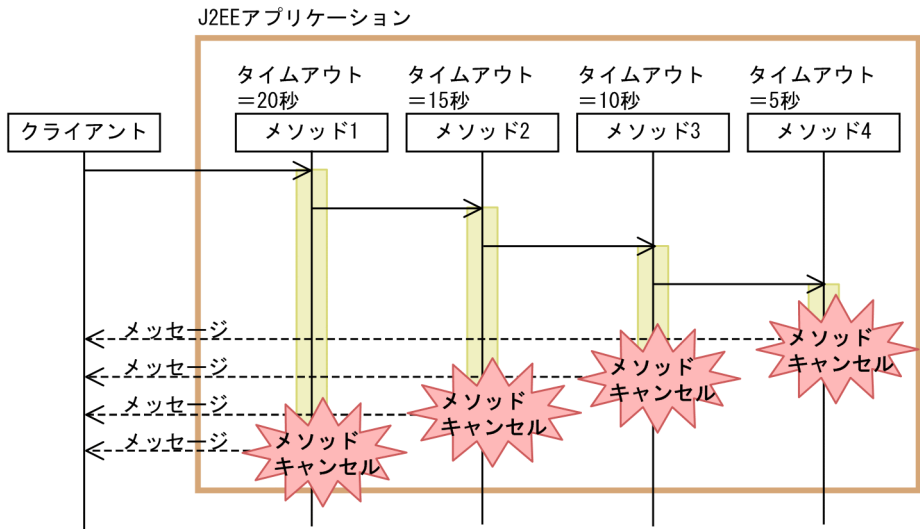 J2EEアプリケーション
タイムアウト
＝20秒
タイムアウト
＝15秒
タイムアウト
＝10秒
タイムアウト
＝5秒
クライアント
メソッド1
メソッド2
メソッド3
メソッド4
メッセージ
メソッド
キャンセル
メッセージ
メソッド
キャンセル
メッセージ
メソッド
キャンセル
メッセージ
メソッド
キャンセル